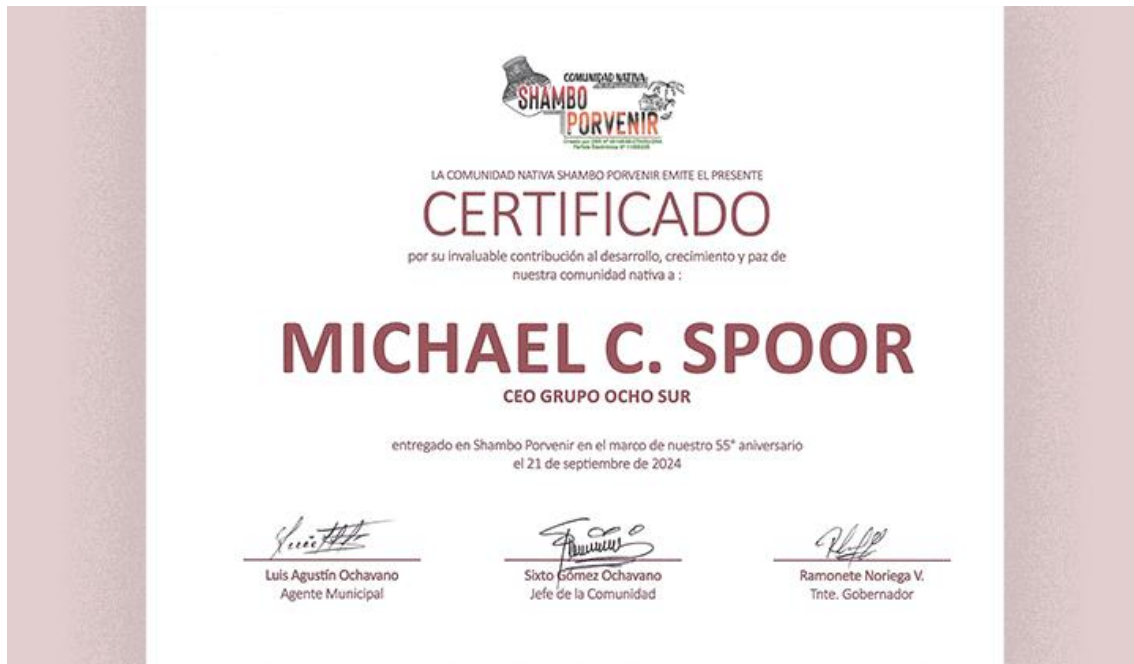 COMUNIDAD NATIVA
SHAMBO
PORVENIR
LA COMUNIDAD NATIVA SHAMBO PORVENIR EMITE EL PRESENTE
CERTIFICADO
por su invaluable contribución al desarrollo, crecimiento y paz de
nuestra comunidad nativa a :
MICHAEL C. SPOOR
CEO GRUPO OCHO SUR
entregado en Shambo Porvenir en el marco de nuestro 55° aniversario
el 21 de septiembre de 2024
Luis Agustín Ochavano
Agente Municipal
Sixto Gómez Ochavano
Jefe de la Comunidad
Ramonete Noriega V.
Tnte. Gobernador